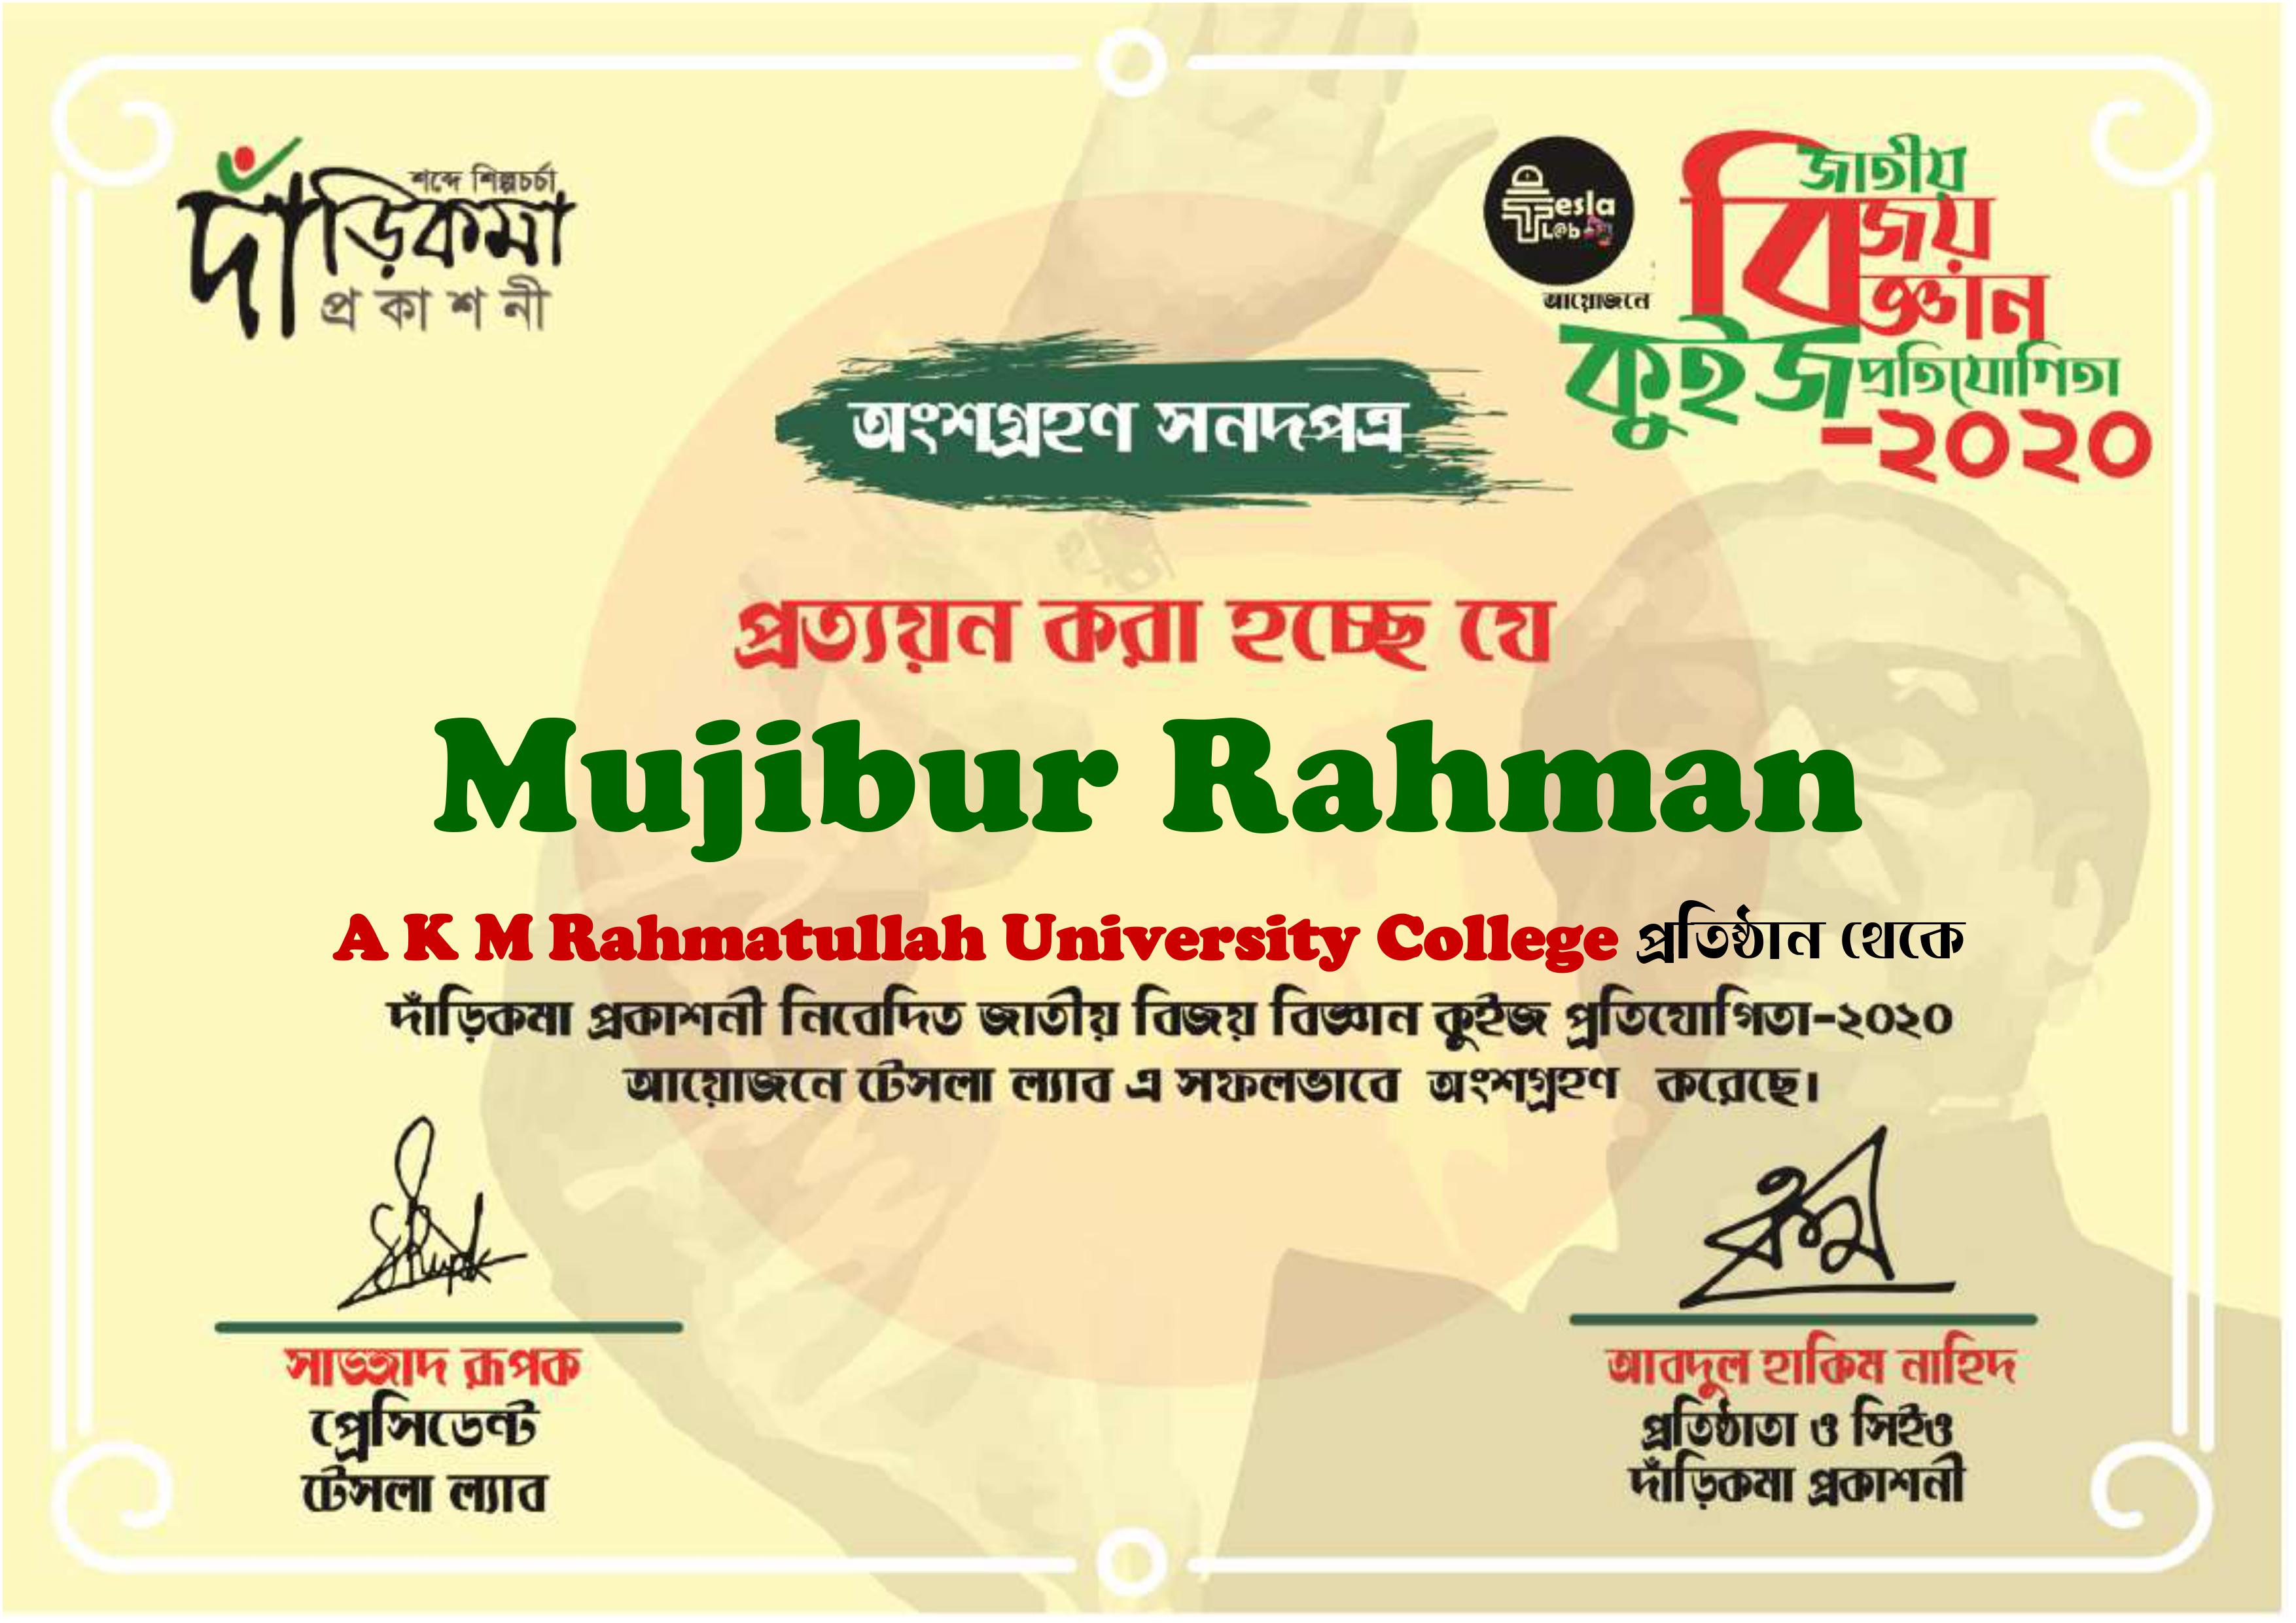 শব্দে শিল্পচর্চা
দাঁড়িকমা
প্রকাশনী
Tesla
L@b
আয়োজনে
জাতীয়
বিজয়
বিজ্ঞান
কুইজ প্রতিযোগিতা
-২০২০
অংশগ্রহণ সনদপত্র
প্রত্যয়ন করা হচ্ছে যে
Mujibur Rahman
A K M Rahmatullah University College প্রতিষ্ঠান থেকে
দাঁড়িকমা প্রকাশনী নিবেদিত জাতীয় বিজয় বিজ্ঞান কুইজ প্রতিযোগিতা-২০২০
আয়োজনে টেসলা ল্যাব এ সফলভাবে অংশগ্রহণ করেছে।
সাজ্জাদ রূপক
প্রেসিডেন্ট
টেসলা ল্যাব
আবদুল হাকিম নাহিদ
প্রতিষ্ঠাতা ও সিইও
দাঁড়িকমা প্রকাশনী